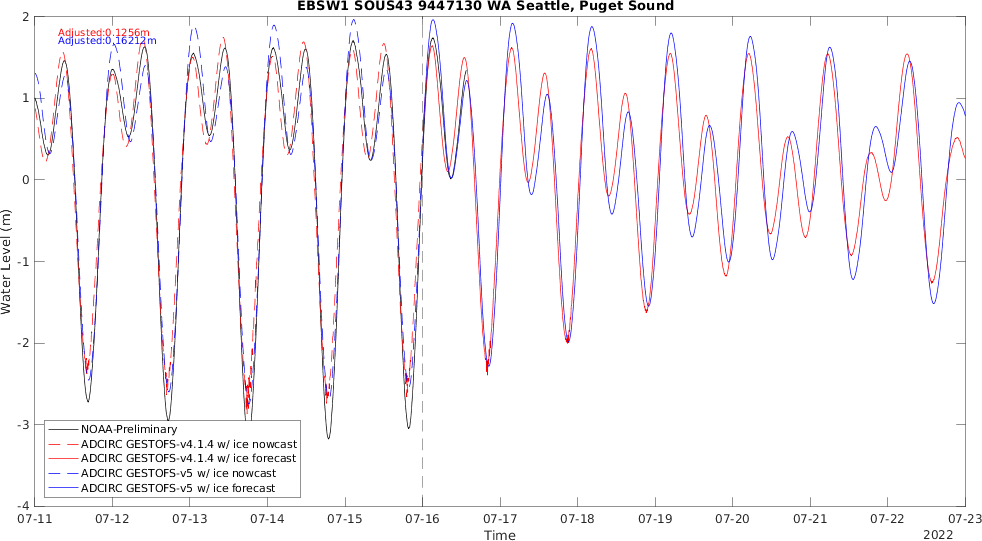 EBSW1 SOUS43 9447130 WA Seattle, Puget Sound
Adjusted:0.1256m
Adjusted:0.16212m
2
1
0
-1
-2
-3
-4
Water Level (m)
NOAA-Preliminary
ADCIRC GESTOFS-v4.1.4 w/ ice nowcast
ADCIRC GESTOFS-v4.1.4 w/ ice forecast
ADCIRC GESTOFS-v5 w/ ice nowcast
ADCIRC GESTOFS-v5 w/ ice forecast
07-11 07-12 07-13 07-14 07-15 07-16 07-17 07-18 07-19 07-20 07-21 07-22 07-23
Time
2022